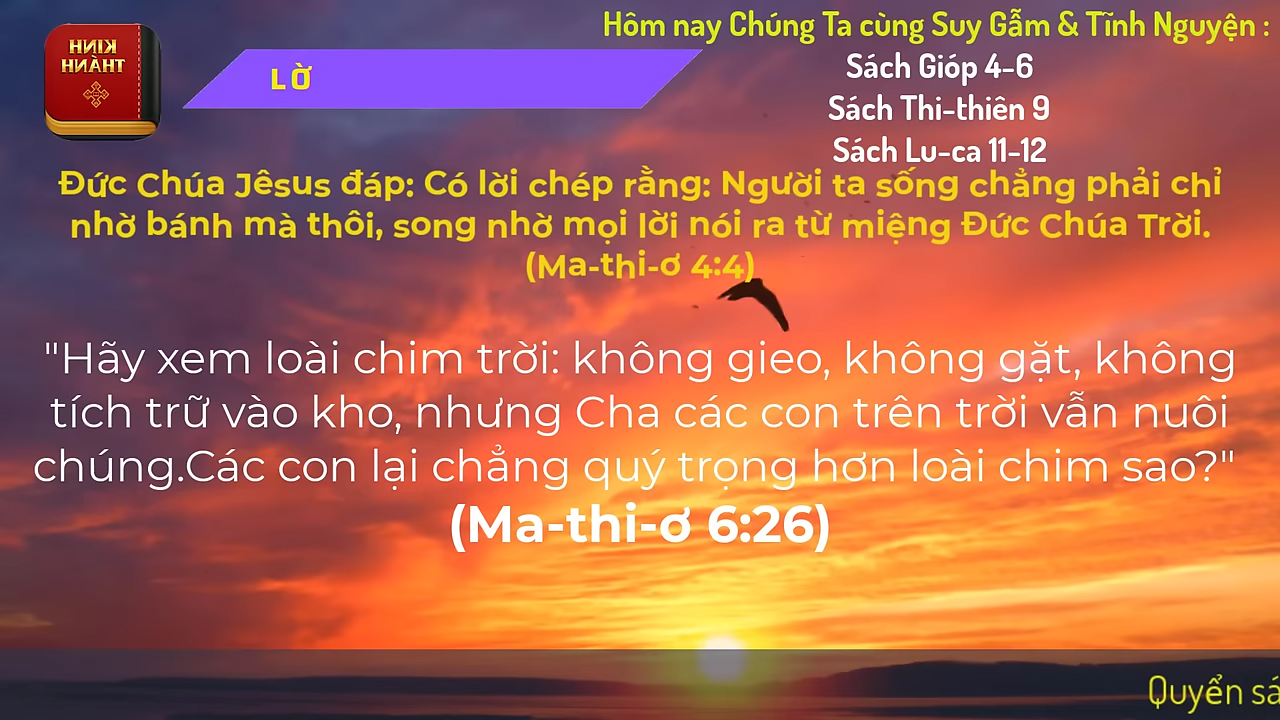 KINH
THÁNH
LỜ
Hôm nay Chúng Ta cùng Suy Gẫm & Tĩnh Nguyện :
Sách Gióp 4-6
Sách Thi-thiên 9
Sách Lu-ca 11-12
Đức Chúa Jêsus đáp: Có lời chép rằng: Người ta sống chẳng phải chỉ
nhờ bánh mà thôi, song nhờ mọi lời nói ra từ miệng Đức Chúa Trời.
(Ma-thi-ơ 4:4)
"Hãy xem loài chim trời: không gieo, không gặt, không
tích trữ vào kho, nhưng Cha các con trên trời vẫn nuôi
chúng.Các con lại chẳng quý trọng hơn loài chim sao?"
(Ma-thi-ơ 6:26)
Quyển sá